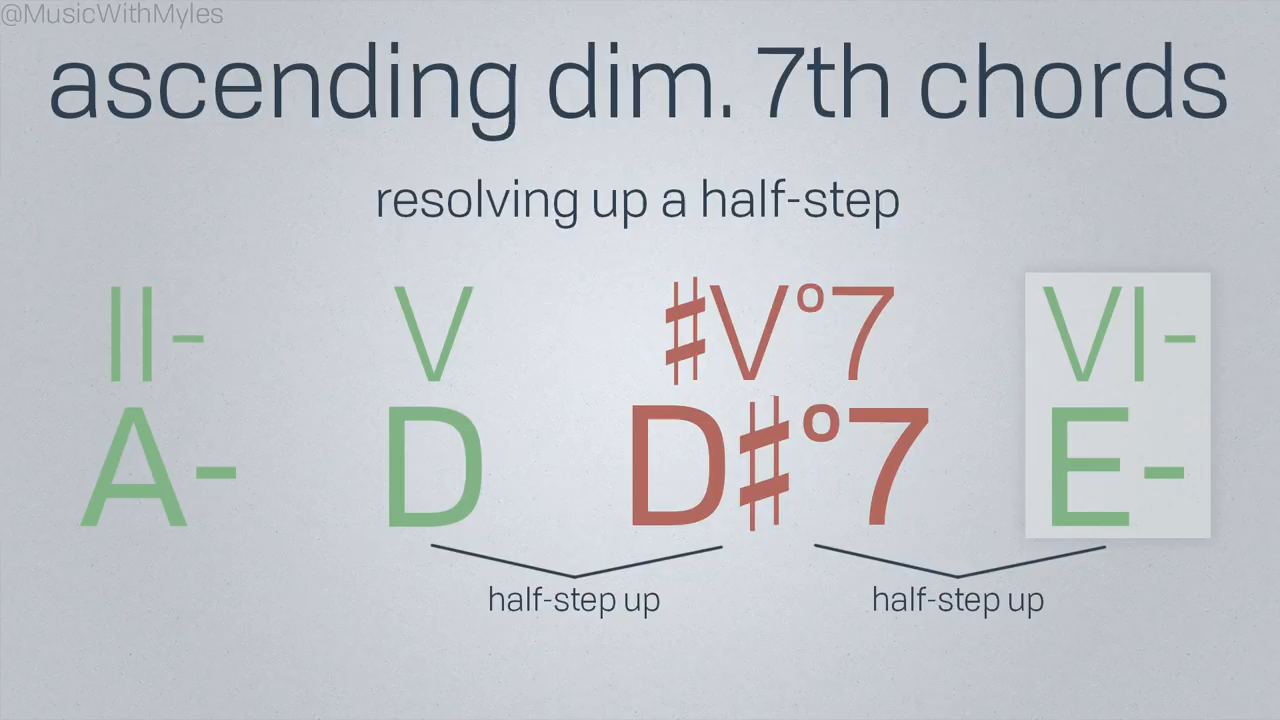 @MusicWithMyles
ascending dim. 7th chords
resolving up a half-step
II- V ♯V°7 VI-
A- D D♯°7 E-
half-step up half-step up